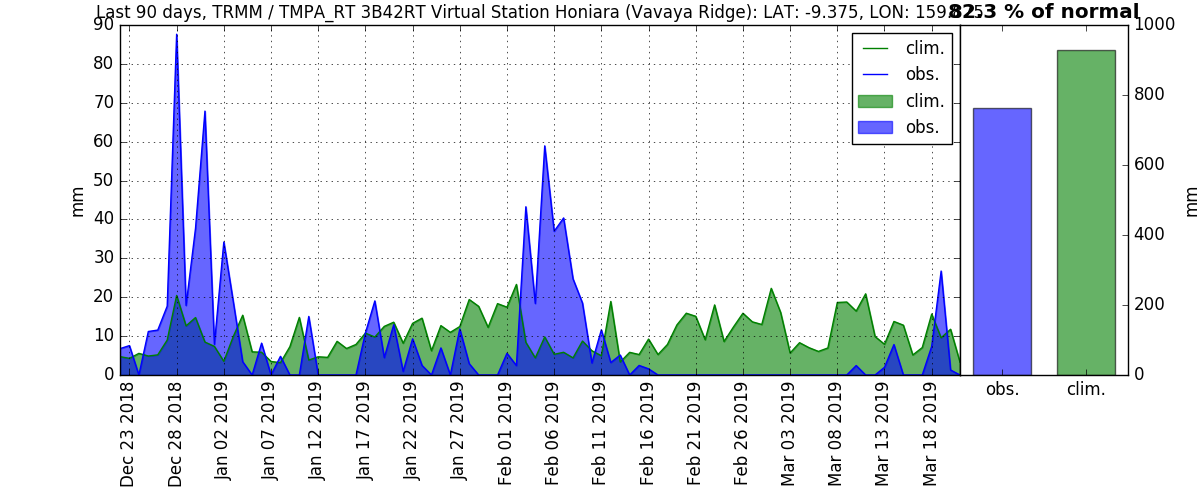 Last 90 days, TRMM / TMPA_RT 3B42RT Virtual Station Honiara (Vavaya Ridge): LAT: -9.375, LON:
82.3 % of normal
90
80
70
60
50
40
30
20
10
0
mm
clim.
obs.
clim.
obs.
1000
800
600
400
200
0
mm
obs.
clim.
Dec 23 2018
Dec 28 2018
Jan 02 2019
Jan 07 2019
Jan 12 2019
Jan 17 2019
Jan 22 2019
Jan 27 2019
Feb 01 2019
Feb 06 2019
Feb 11 2019
Feb 16 2019
Feb 21 2019
Feb 26 2019
Mar 03 2019
Mar 08 2019
Mar 13 2019
Mar 18 2019